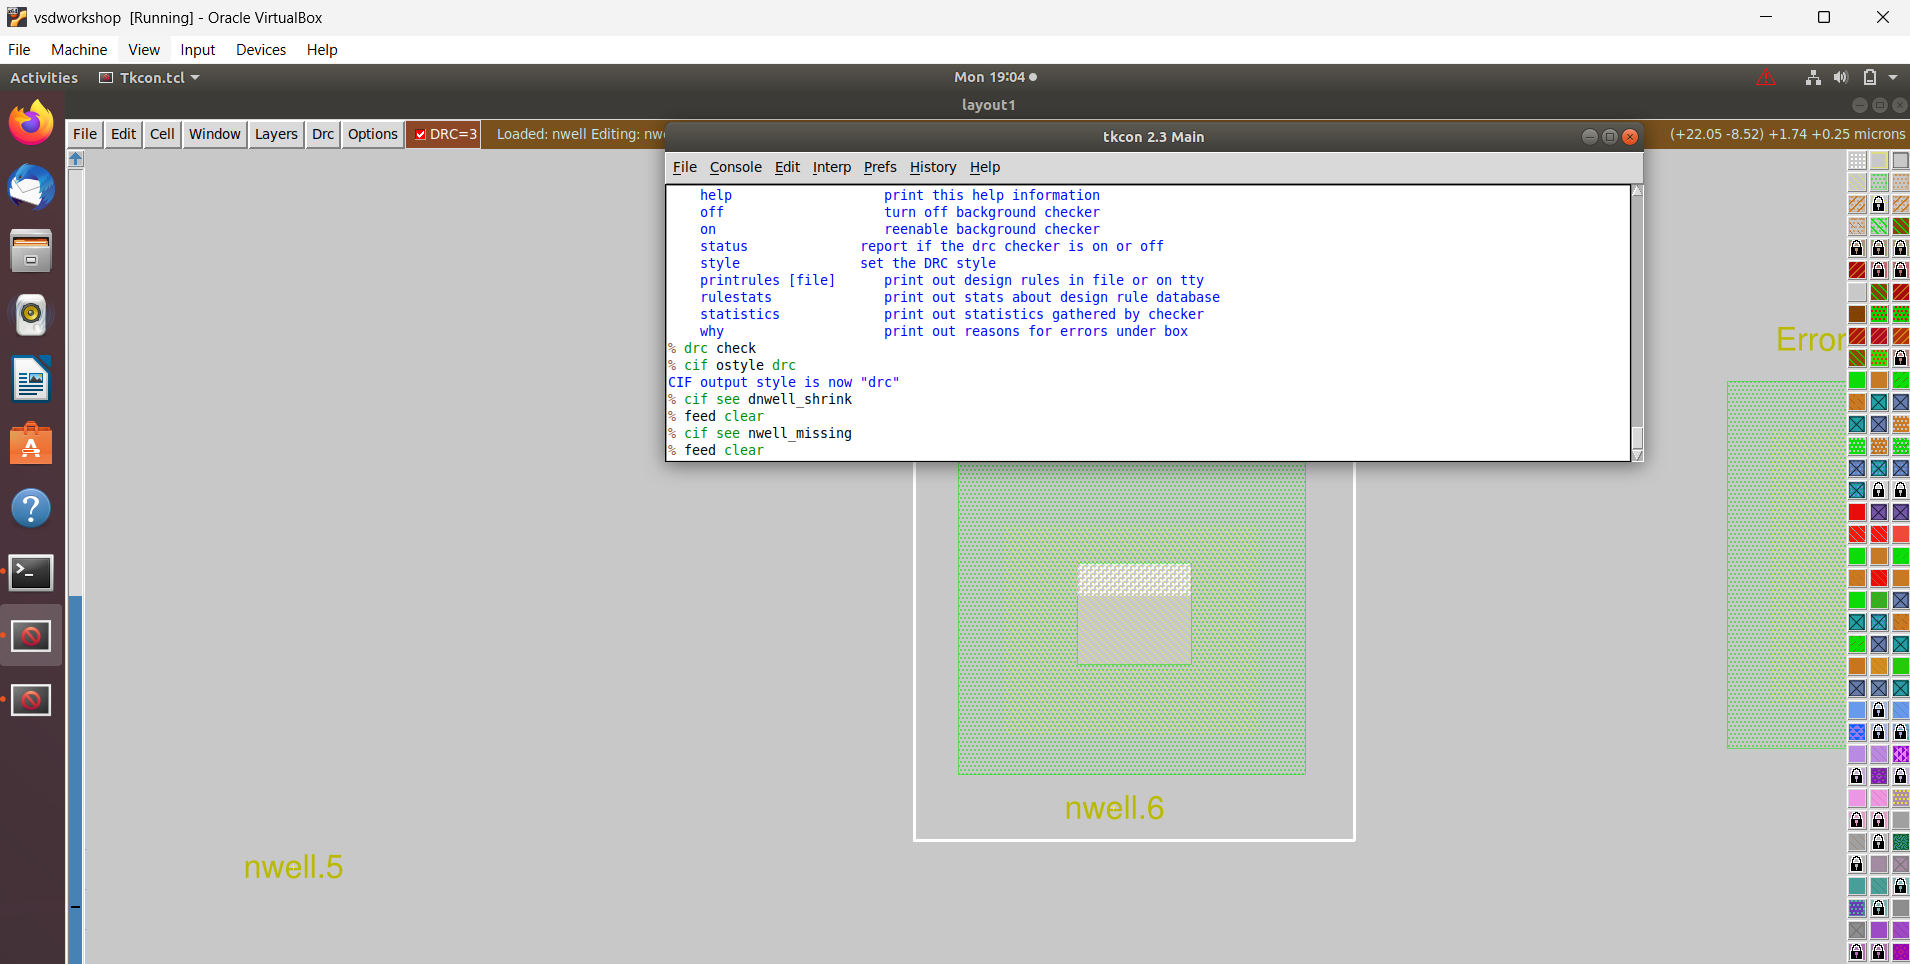 vsdworkshop [Running] - Oracle VirtualBox
File Machine View Input Devices Help
Activities Tkcon.tcl Mon 19:04
layout1
File Edit Cell Window Layers Drc Options DRC=3 Loaded: nwell Editing: (+22.05 -8.52) +1.74 +0.25 microns
tkcon 2.3 Main
File Console Edit Interp Prefs History Help
help print this help information
off turn off background checker
on reenable background checker
status report if the drc checker is on or off
style set the DRC style
printrules [file] print out design rules in file or on tty
rulestats print out stats about design rule database
statistics print out statistics gathered by checker
why print out reasons for errors under box
% drc check
% cif ostyle drc
CIF output style is now "drc"
% cif see dnwell_shrink
% feed clear
% cif see nwell_missing
% feed clear
Error
nwell.6
nwell.5